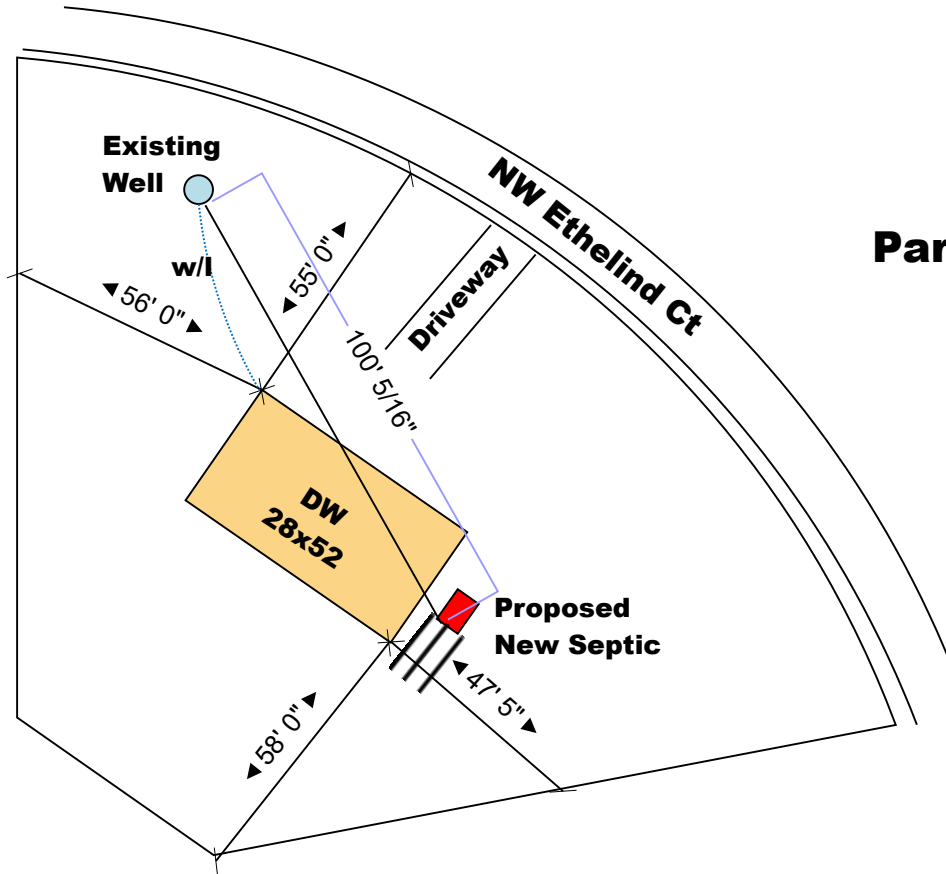 Existing
Well
NW Ethelind Ct
Par
w/l
55' 0"
56' 0"
Driveway
100' 5/16"
DW
28x52
Proposed
New Septic
47' 5"
58' 0"